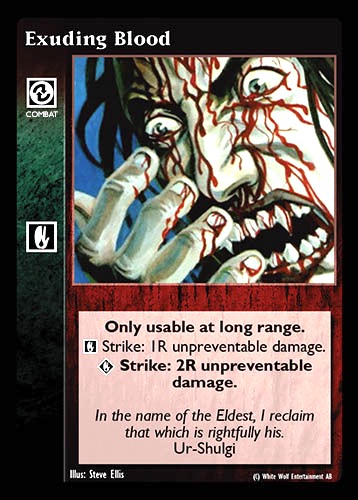 Exuding Blood
COMBAT
Only usable at long range.
Strike: 1R unpreventable damage.
Strike: 2R unpreventable
damage.
In the name of the Eldest, I reclaim
that which is rightfully his.
Ur-Shulgi
Illus: Steve Ellis
(C) White Wolf Entertainment AB